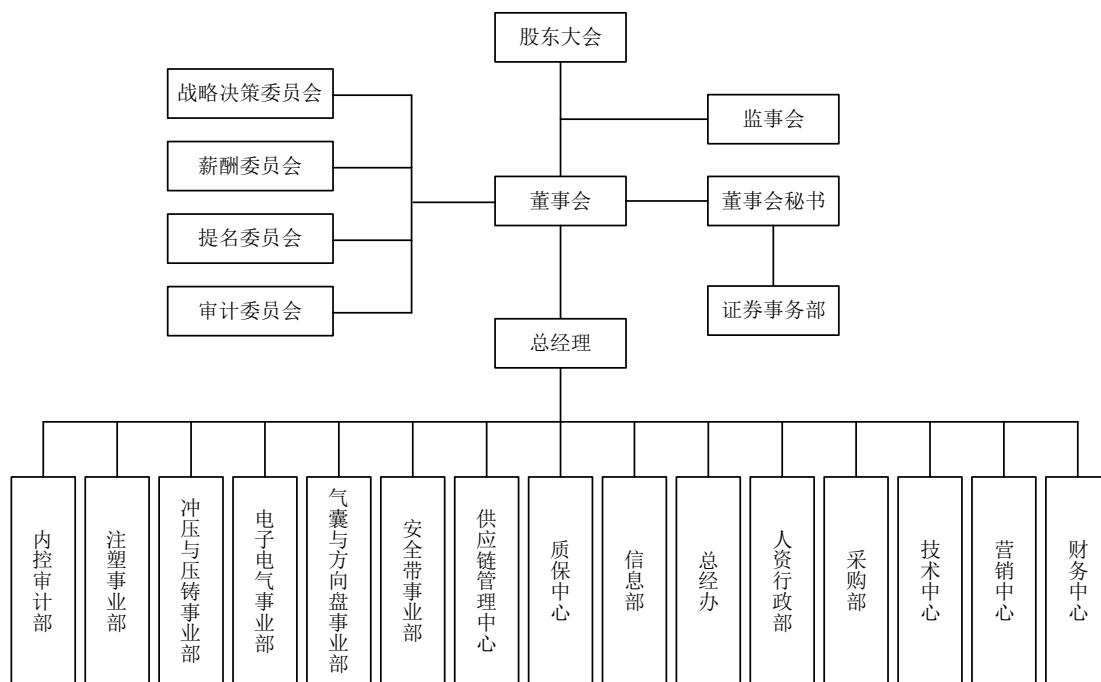 股东大会
战略决策委员会
监事会
薪酬委员会
董事会
董事会秘书
提名委员会
审计委员会
证券事务部
总经理
内控审计部
注塑事业部
冲压与压铸事业部
电子电气事业部
气囊与方向盘事业部
安全带事业部
供应链管理中心
质保中心
信息部
总经办
人资行政部
采购部
技术中心
营销中心
财务中心